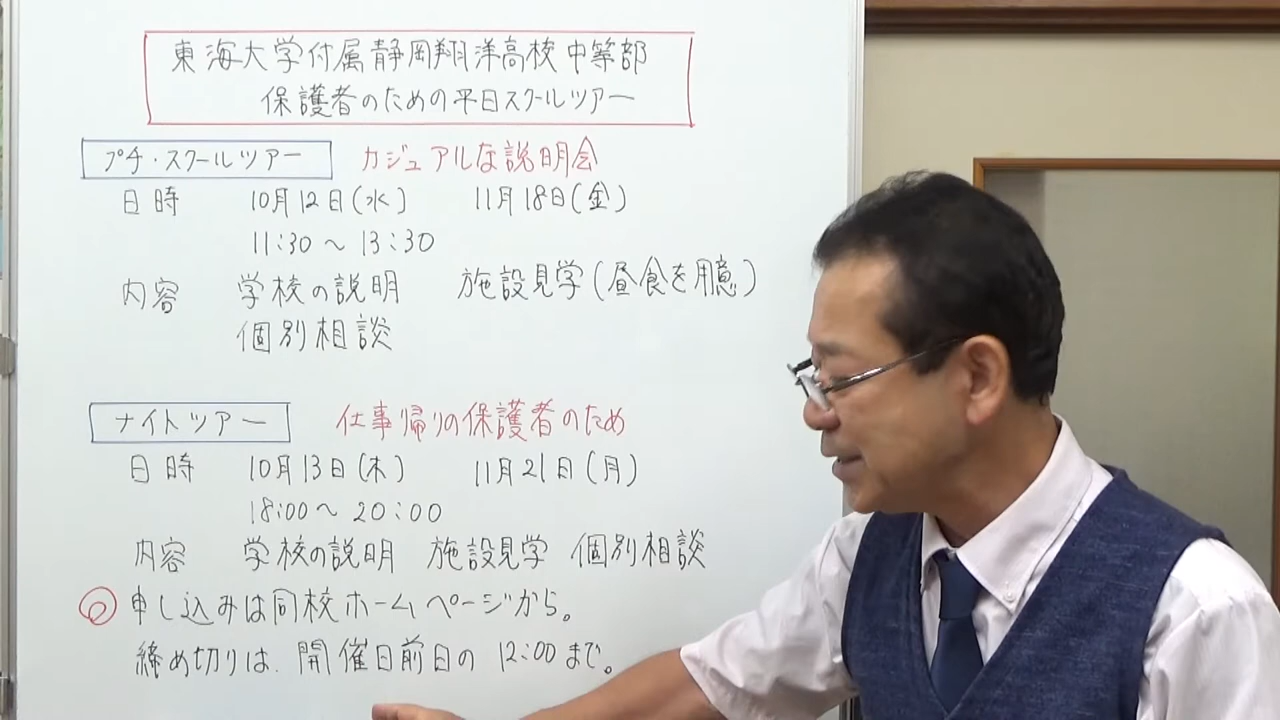 東海大学付属静岡翔洋高校中等部
保護者のための平日スクールツアー
プチ・スクールツアー カジュアルな説明会
日時 10月12日(水) 11月18日(金)
11:30〜13:30
内容 学校の説明 施設見学(昼食を用意)
個別相談
ナイトツアー 仕事帰りの保護者のため
日時 10月13日(木) 11月21日(月)
18:00〜20:00
内容 学校の説明 施設見学 個別相談
申し込みは同校ホームページから。
締め切りは、開催日前日の 12:00まで。